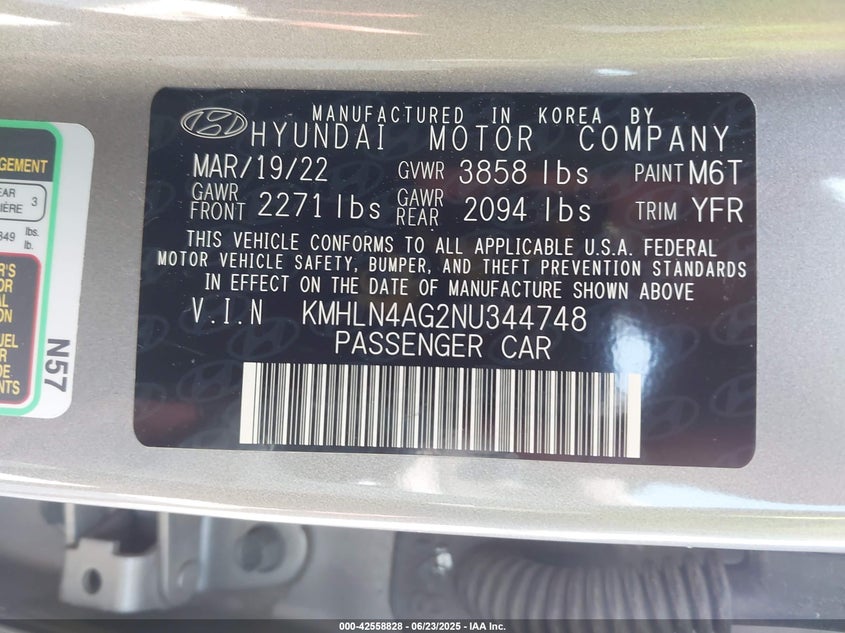 MANUFACTURED IN KOREA BY
HYUNDAI MOTOR COMPANY
MAR/19/22 GVWR 3858 lbs PAINT M6T
GAWR FRONT 2271 lbs GAWR REAR 2094 lbs TRIM YFR
THIS VEHICLE CONFORMS TO ALL APPLICABLE U.S.A. FEDERAL
MOTOR VEHICLE SAFETY, BUMPER, AND THEFT PREVENTION STANDARDS
IN EFFECT ON THE DATE OF MANUFACTURE SHOWN ABOVE
V.I.N KMHLN4AG2NU344748
PASSENGER CAR
N57
000-42558828 - 06/23/2025 - IAA Inc.